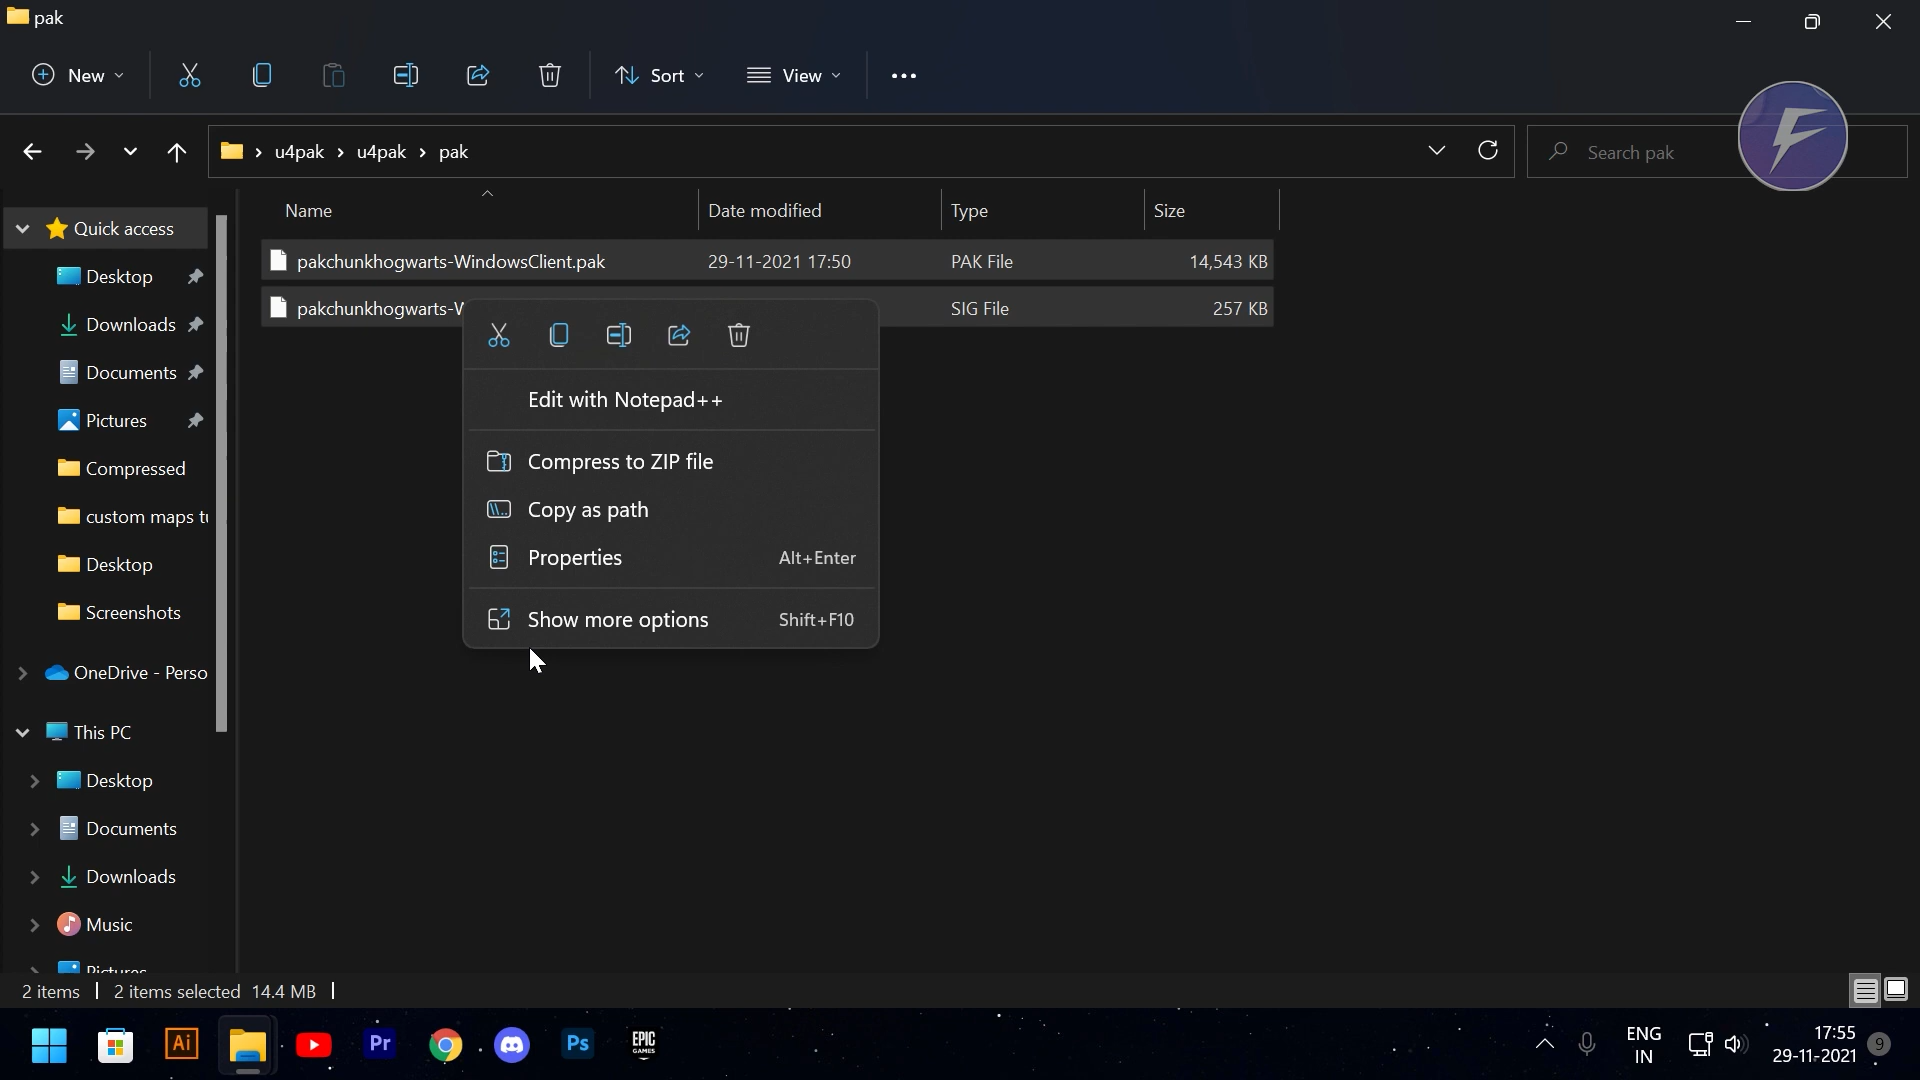 pak
New
Sort
View
u4pak > u4pak > pak
Search pak
Name
Date modified
Type
Size
Quick access
pakchunkhogwarts-WindowsClient.pak 29-11-2021 17:50 PAK File 14,543 KB
Desktop
pakchunkhogwarts- SIG File 257 KB
Downloads
Documents
Pictures
Compressed
custom maps
Desktop
Screenshots
OneDrive - Perso
This PC
Desktop
Documents
Downloads
Music
Pictures
Edit with Notepad++
Compress to ZIP file
Copy as path
Properties Alt+Enter
Show more options Shift+F10
2 items
2 items selected 14.4 MB
Ai
Pr
Ps
EPIC
GAMES
ENG
IN
17:55
29-11-2021
9